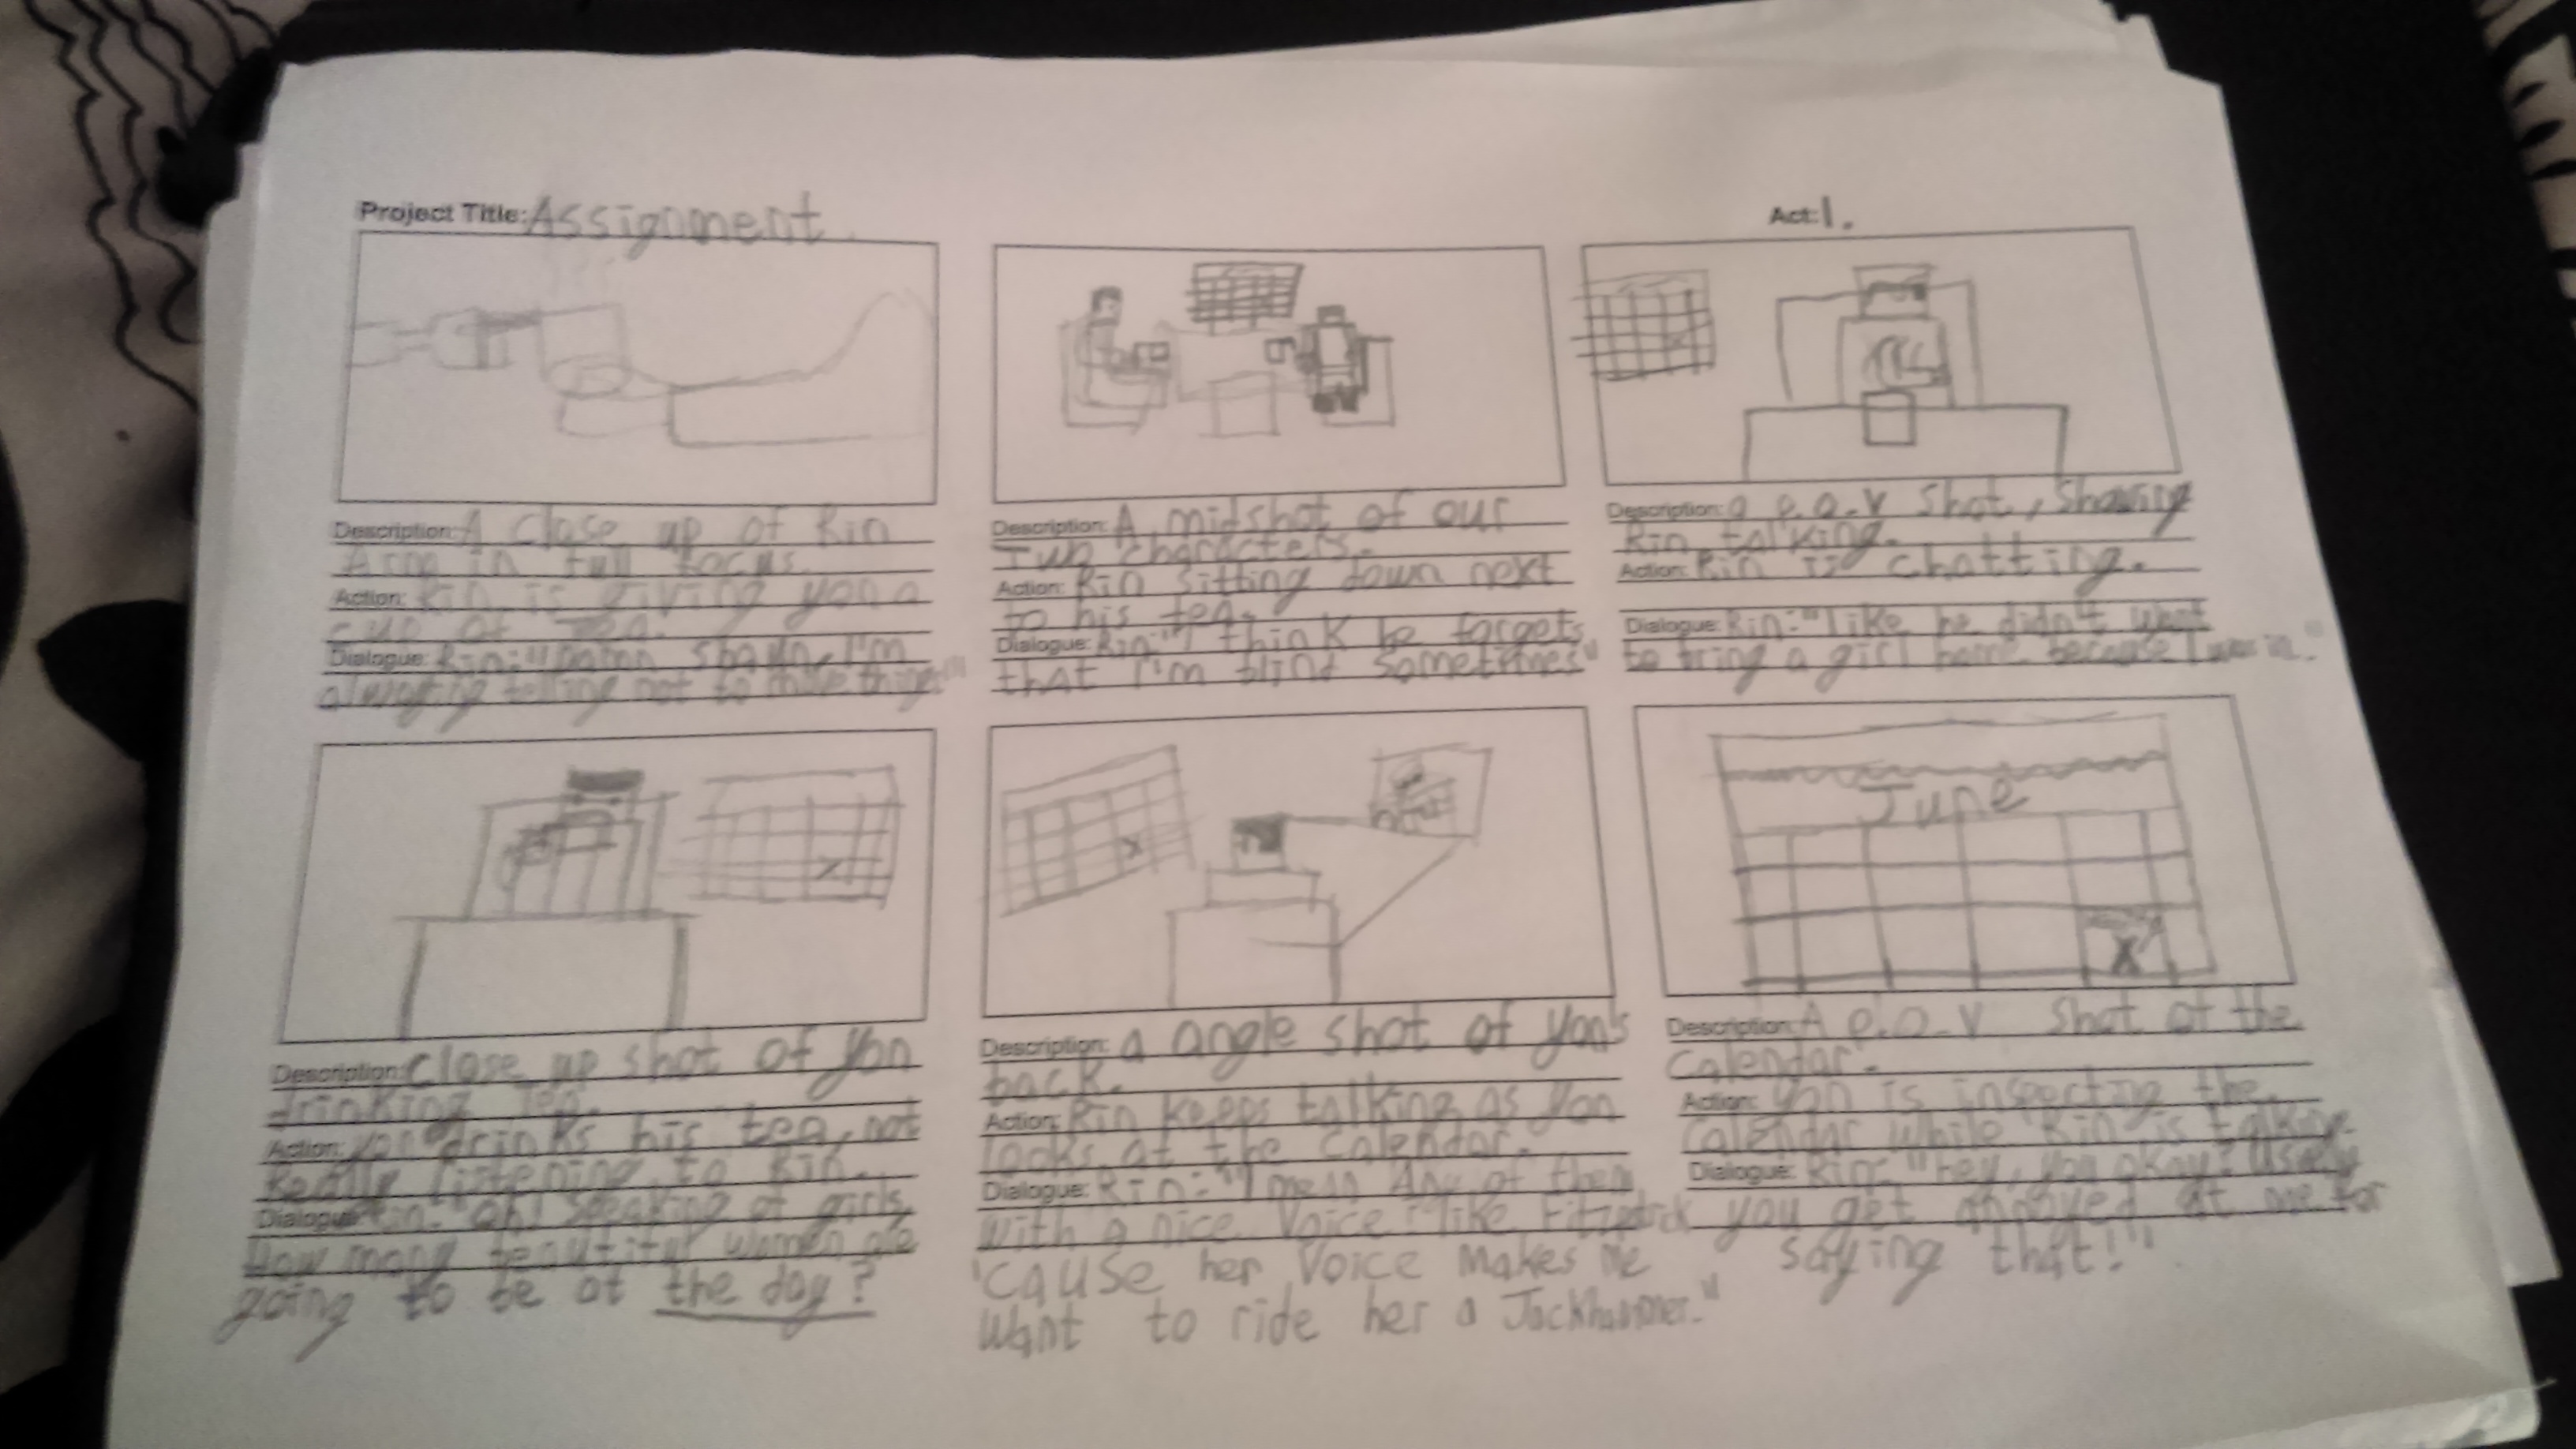 Project Title: Assignment
Act: 1.
Description: A close up of Rin
Arm in full focus.
Action: Rin is giving yon a
cup of Tea.
Dialogue: Rin: "Damn Shaun, I'm
always telling not to move things"
Description: A midshot of our
Two characters.
Action: Rin sitting down next
to his tea.
Dialogue: Rin: "I think he forgets
that I'm blind sometimes"
Description: a P.O.V shot, showing
Rin talking.
Action: Rin is chatting.
Dialogue: Rin: "like he didn't want
to bring a girl home because I was in."
Description: Close up shot of yon
drinking Tea.
Action: yon drinks his tea, not
Really listening to Rin.
Dialogue: Rin: "Oh! Speaking of girls,
How many beautiful women are
going to be at the day?
Description: a angle shot of yon's
back.
Action: Rin keeps talking as yon
looks at the Calendar.
Dialogue: Rin: "I mean Any of them
with a nice Voice like Fitzpatrick
'cause her Voice makes me
want to ride her a Jackhammer."
June
X
Description: A P.O.V shot of the
Calendar.
Action: yon is inspecting the
Calendar while Rin is talking.
Dialogue: Rin: "Hey, you okay?
you get annoyed at me for
saying that!"